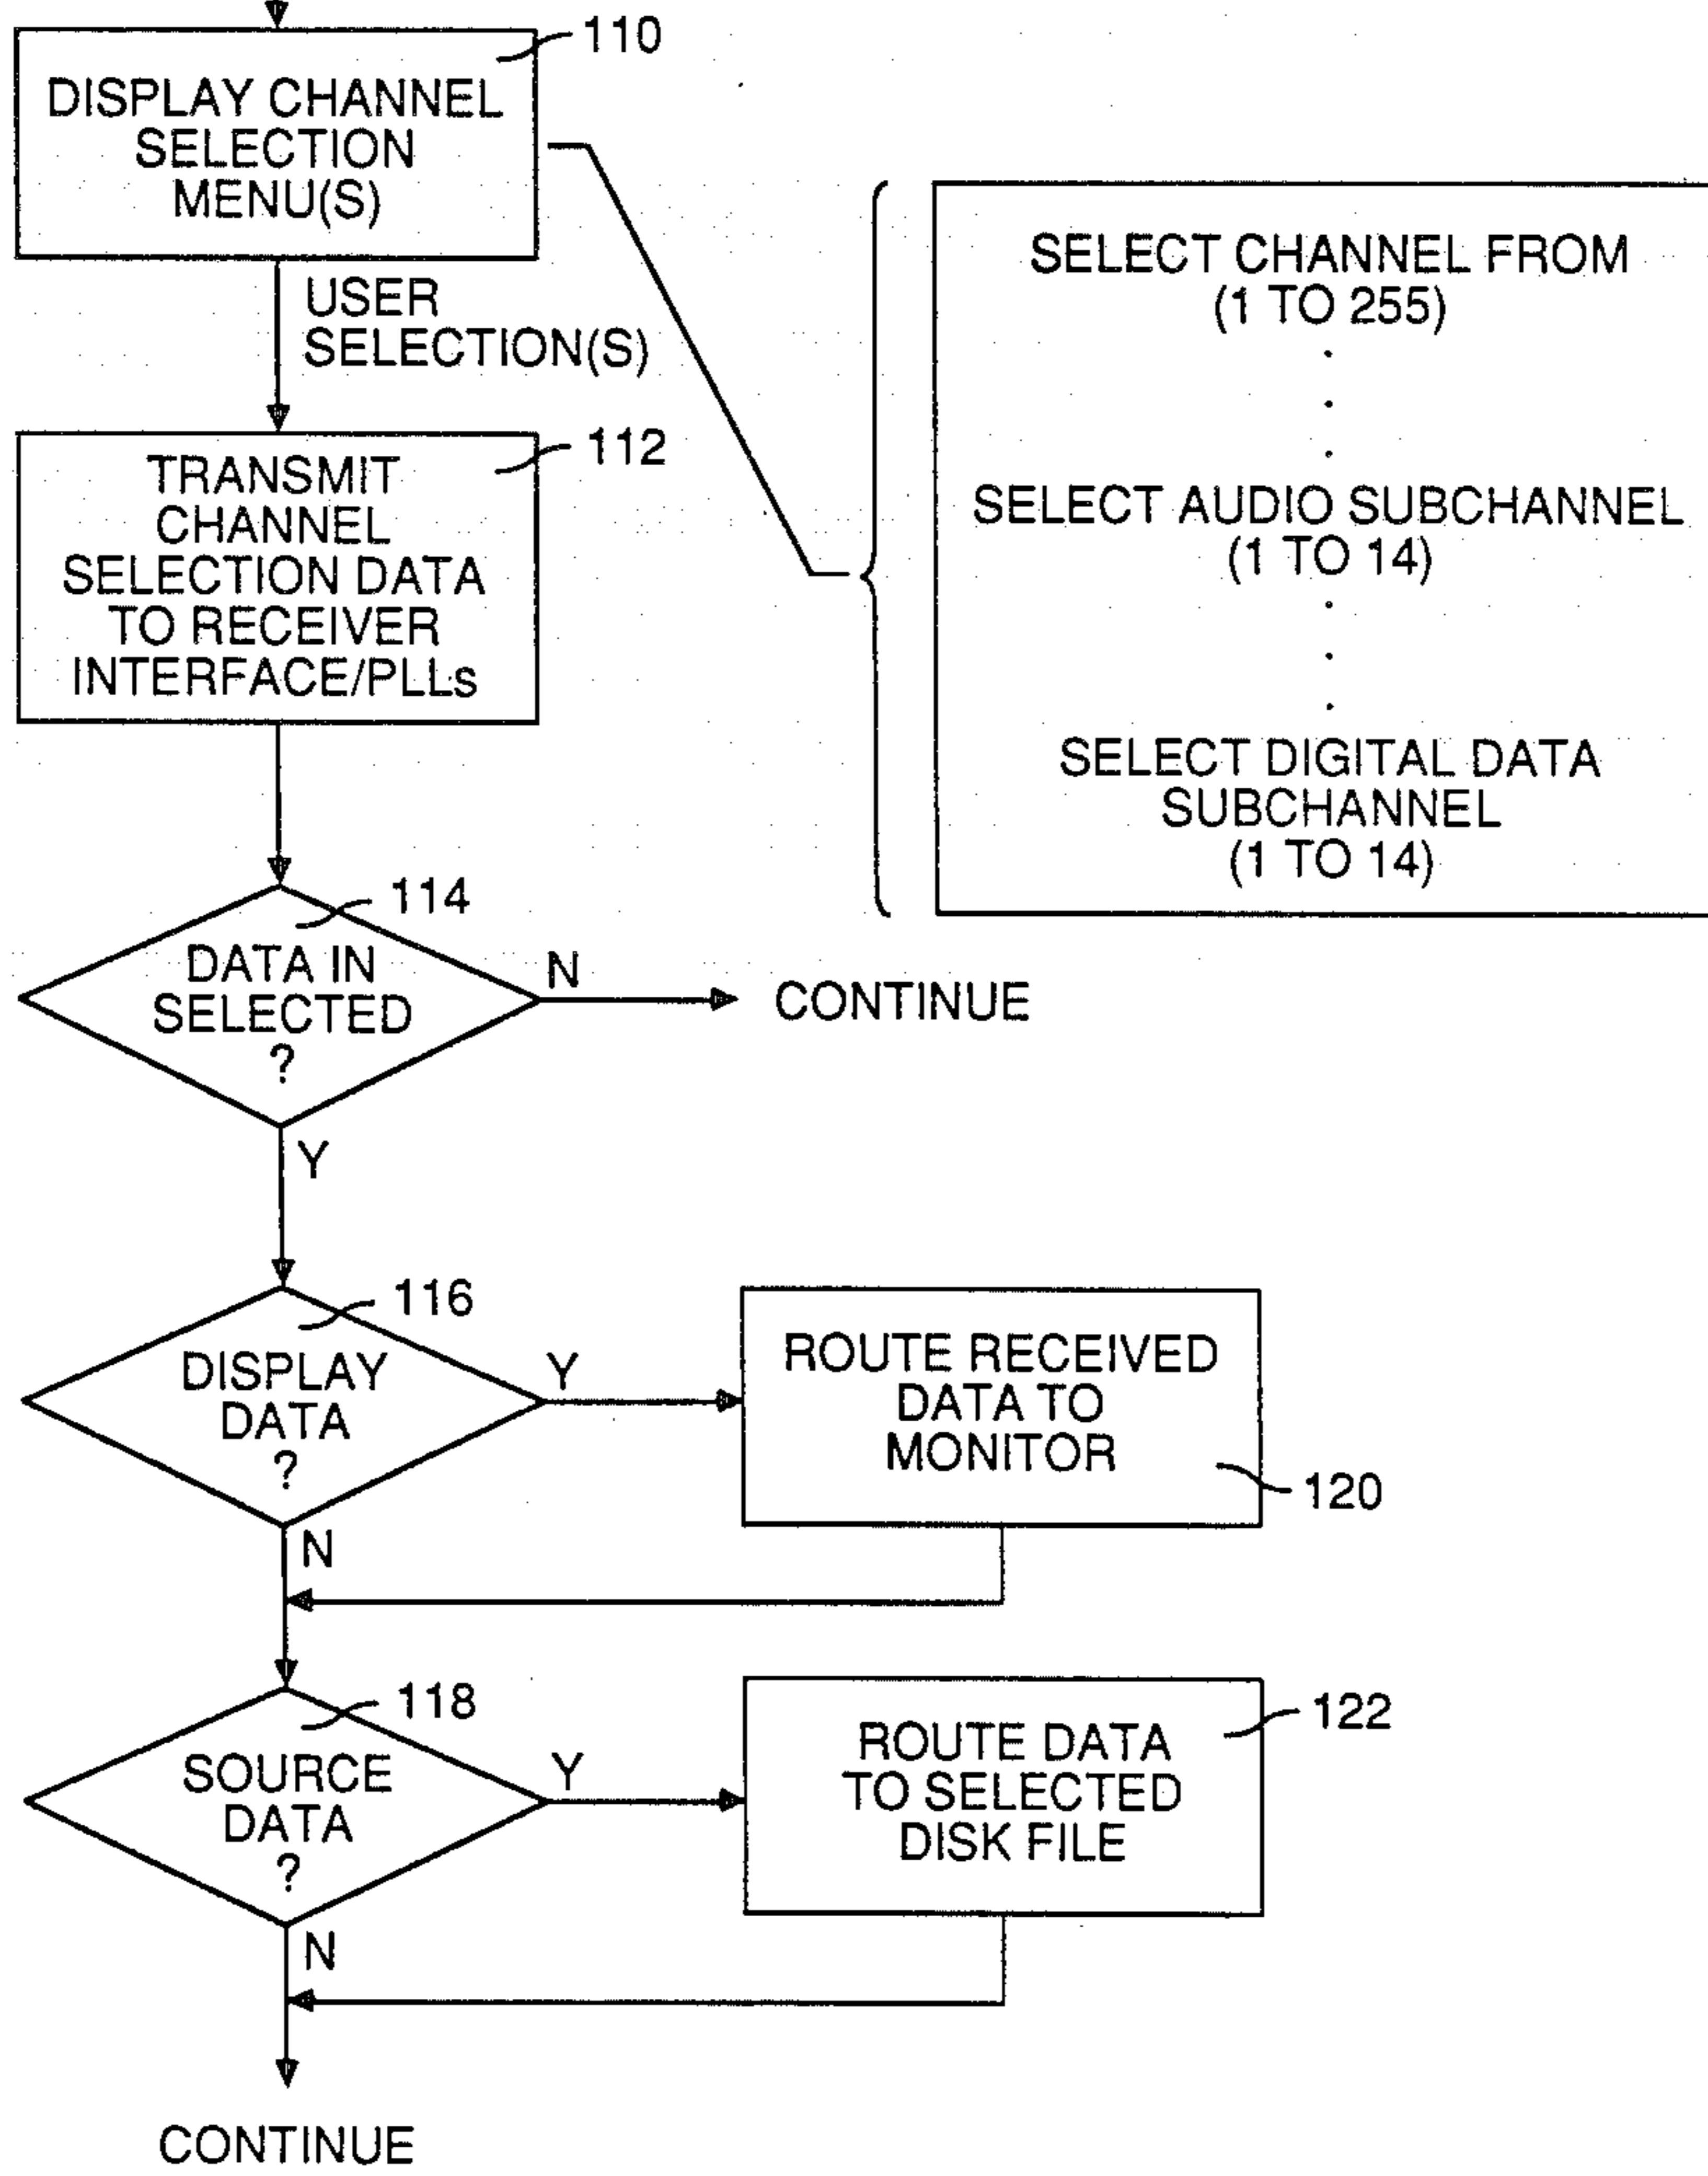 110
DISPLAY CHANNEL
SELECTION
MENU(S)
USER
SELECTION(S)
SELECT CHANNEL FROM
(1 TO 255)
SELECT AUDIO SUBCHANNEL
(1 TO 14)
SELECT DIGITAL DATA
SUBCHANNEL
(1 TO 14)
112
TRANSMIT
CHANNEL
SELECTION DATA
TO RECEIVER
INTERFACE/PLLs
114
DATA IN
SELECTED
?
N
CONTINUE
Y
116
DISPLAY
DATA
?
Y
ROUTE RECEIVED
DATA TO
MONITOR
120
N
118
SOURCE
DATA
?
Y
122
ROUTE DATA
TO SELECTED
DISK FILE
N
CONTINUE